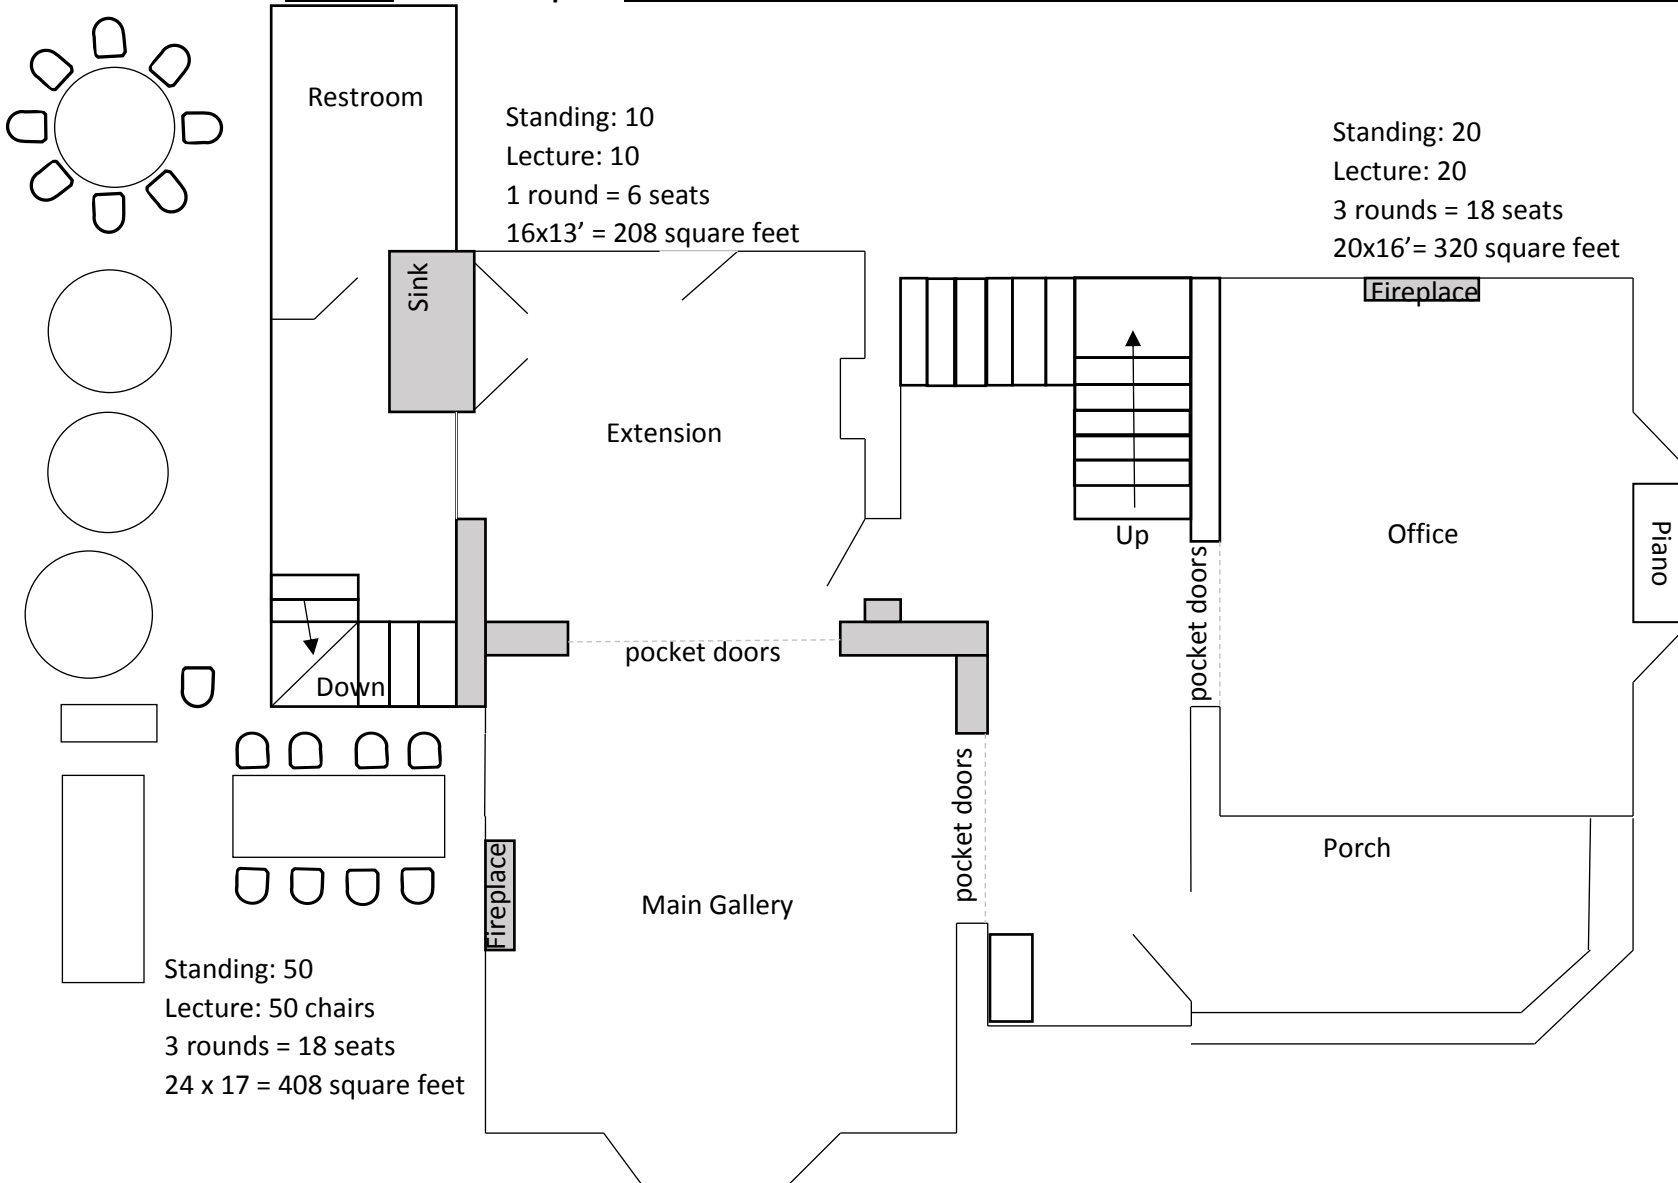 Restroom
Standing: 10
Lecture: 10
1 round = 6 seats
16x13’ = 208 square feet
Standing: 20
Lecture: 20
3 rounds = 18 seats
20x16’= 320 square feet
Sink
Fireplace
Extension
Up
Office
Piano
pocket doors
pocket doors
Down
pocket doors
Porch
Fireplace
Main Gallery
Standing: 50
Lecture: 50 chairs
3 rounds = 18 seats
24 x 17 = 408 square feet